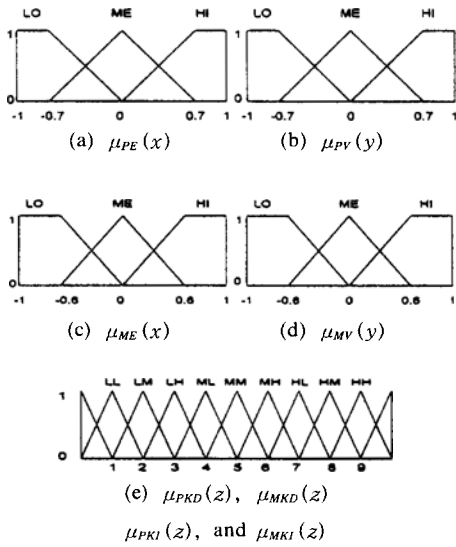 LO ME HI LO ME HI
1 1
0 0
-1 -0.7 0 0.7 1 -1 -0.7 0 0.7 1
(a) μPE(x) (b) μPV(y)
LO ME HI LO ME HI
1 1
0 0
-1 -0.6 0 0.6 1 -1 -0.6 0 0.6 1
(c) μME(x) (d) μMV(y)
LL LM LH ML MM MH HL HM HH
1
0
1 2 3 4 5 6 7 8 9
(e) μPKD(z), μMKD(z)
μPKI(z), and μMKI(z)